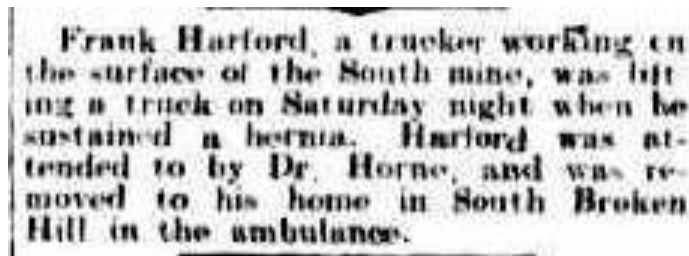 Frank Harford, a trucker working on
the surface of the South mine, was lift
ing a truck on Saturday night when he
sustained a hernia. Harford was at-
tended to by Dr. Horne, and was re-
moved to his home in South Broken
Hill in the ambulance.